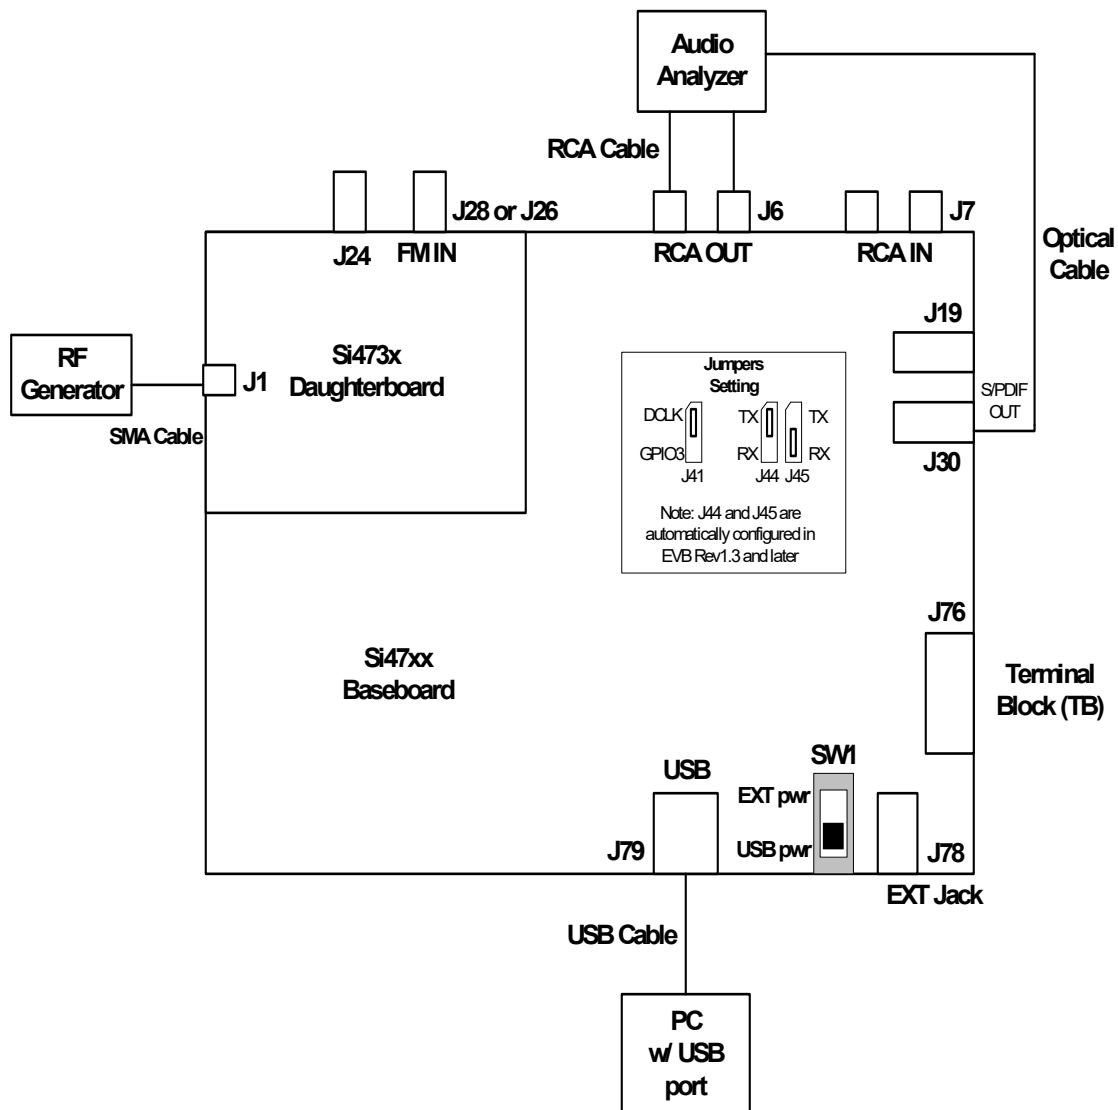 Audio
Analyzer
RCA Cable
J28 or J26
J6
J7
J24
FM IN
RCA OUT
RCA IN
Optical
Cable
J19
RF
Generator
Si473x
Daughterboard
J1
SMA Cable
Jumpers
Setting
DCLK
TX
TX
GPIO3
RX
RX
J41
J44
J45
S/PDIF
OUT
J30
Note: J44 and J45 are
automatically configured in
EVB Rev1.3 and later
J76
Si47xx
Baseboard
Terminal
Block (TB)
SW1
USB
EXT pwr
USB pwr
J79
J78
EXT Jack
USB Cable
PC
w/ USB
port